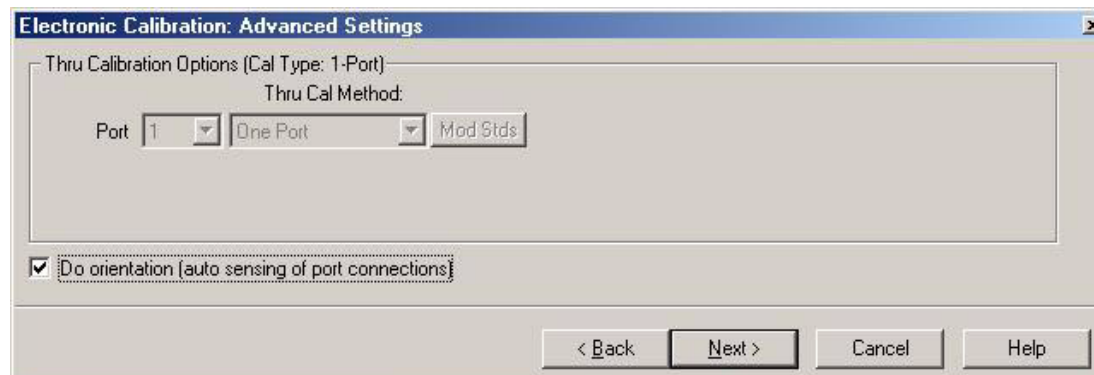 Electronic Calibration: Advanced Settings
Thru Calibration Options (Cal Type: 1-Port)
Thru Cal Method:
Port 1 One Port Mod Stds
Do orientation (auto sensing of port connections)
< Back Next > Cancel Help